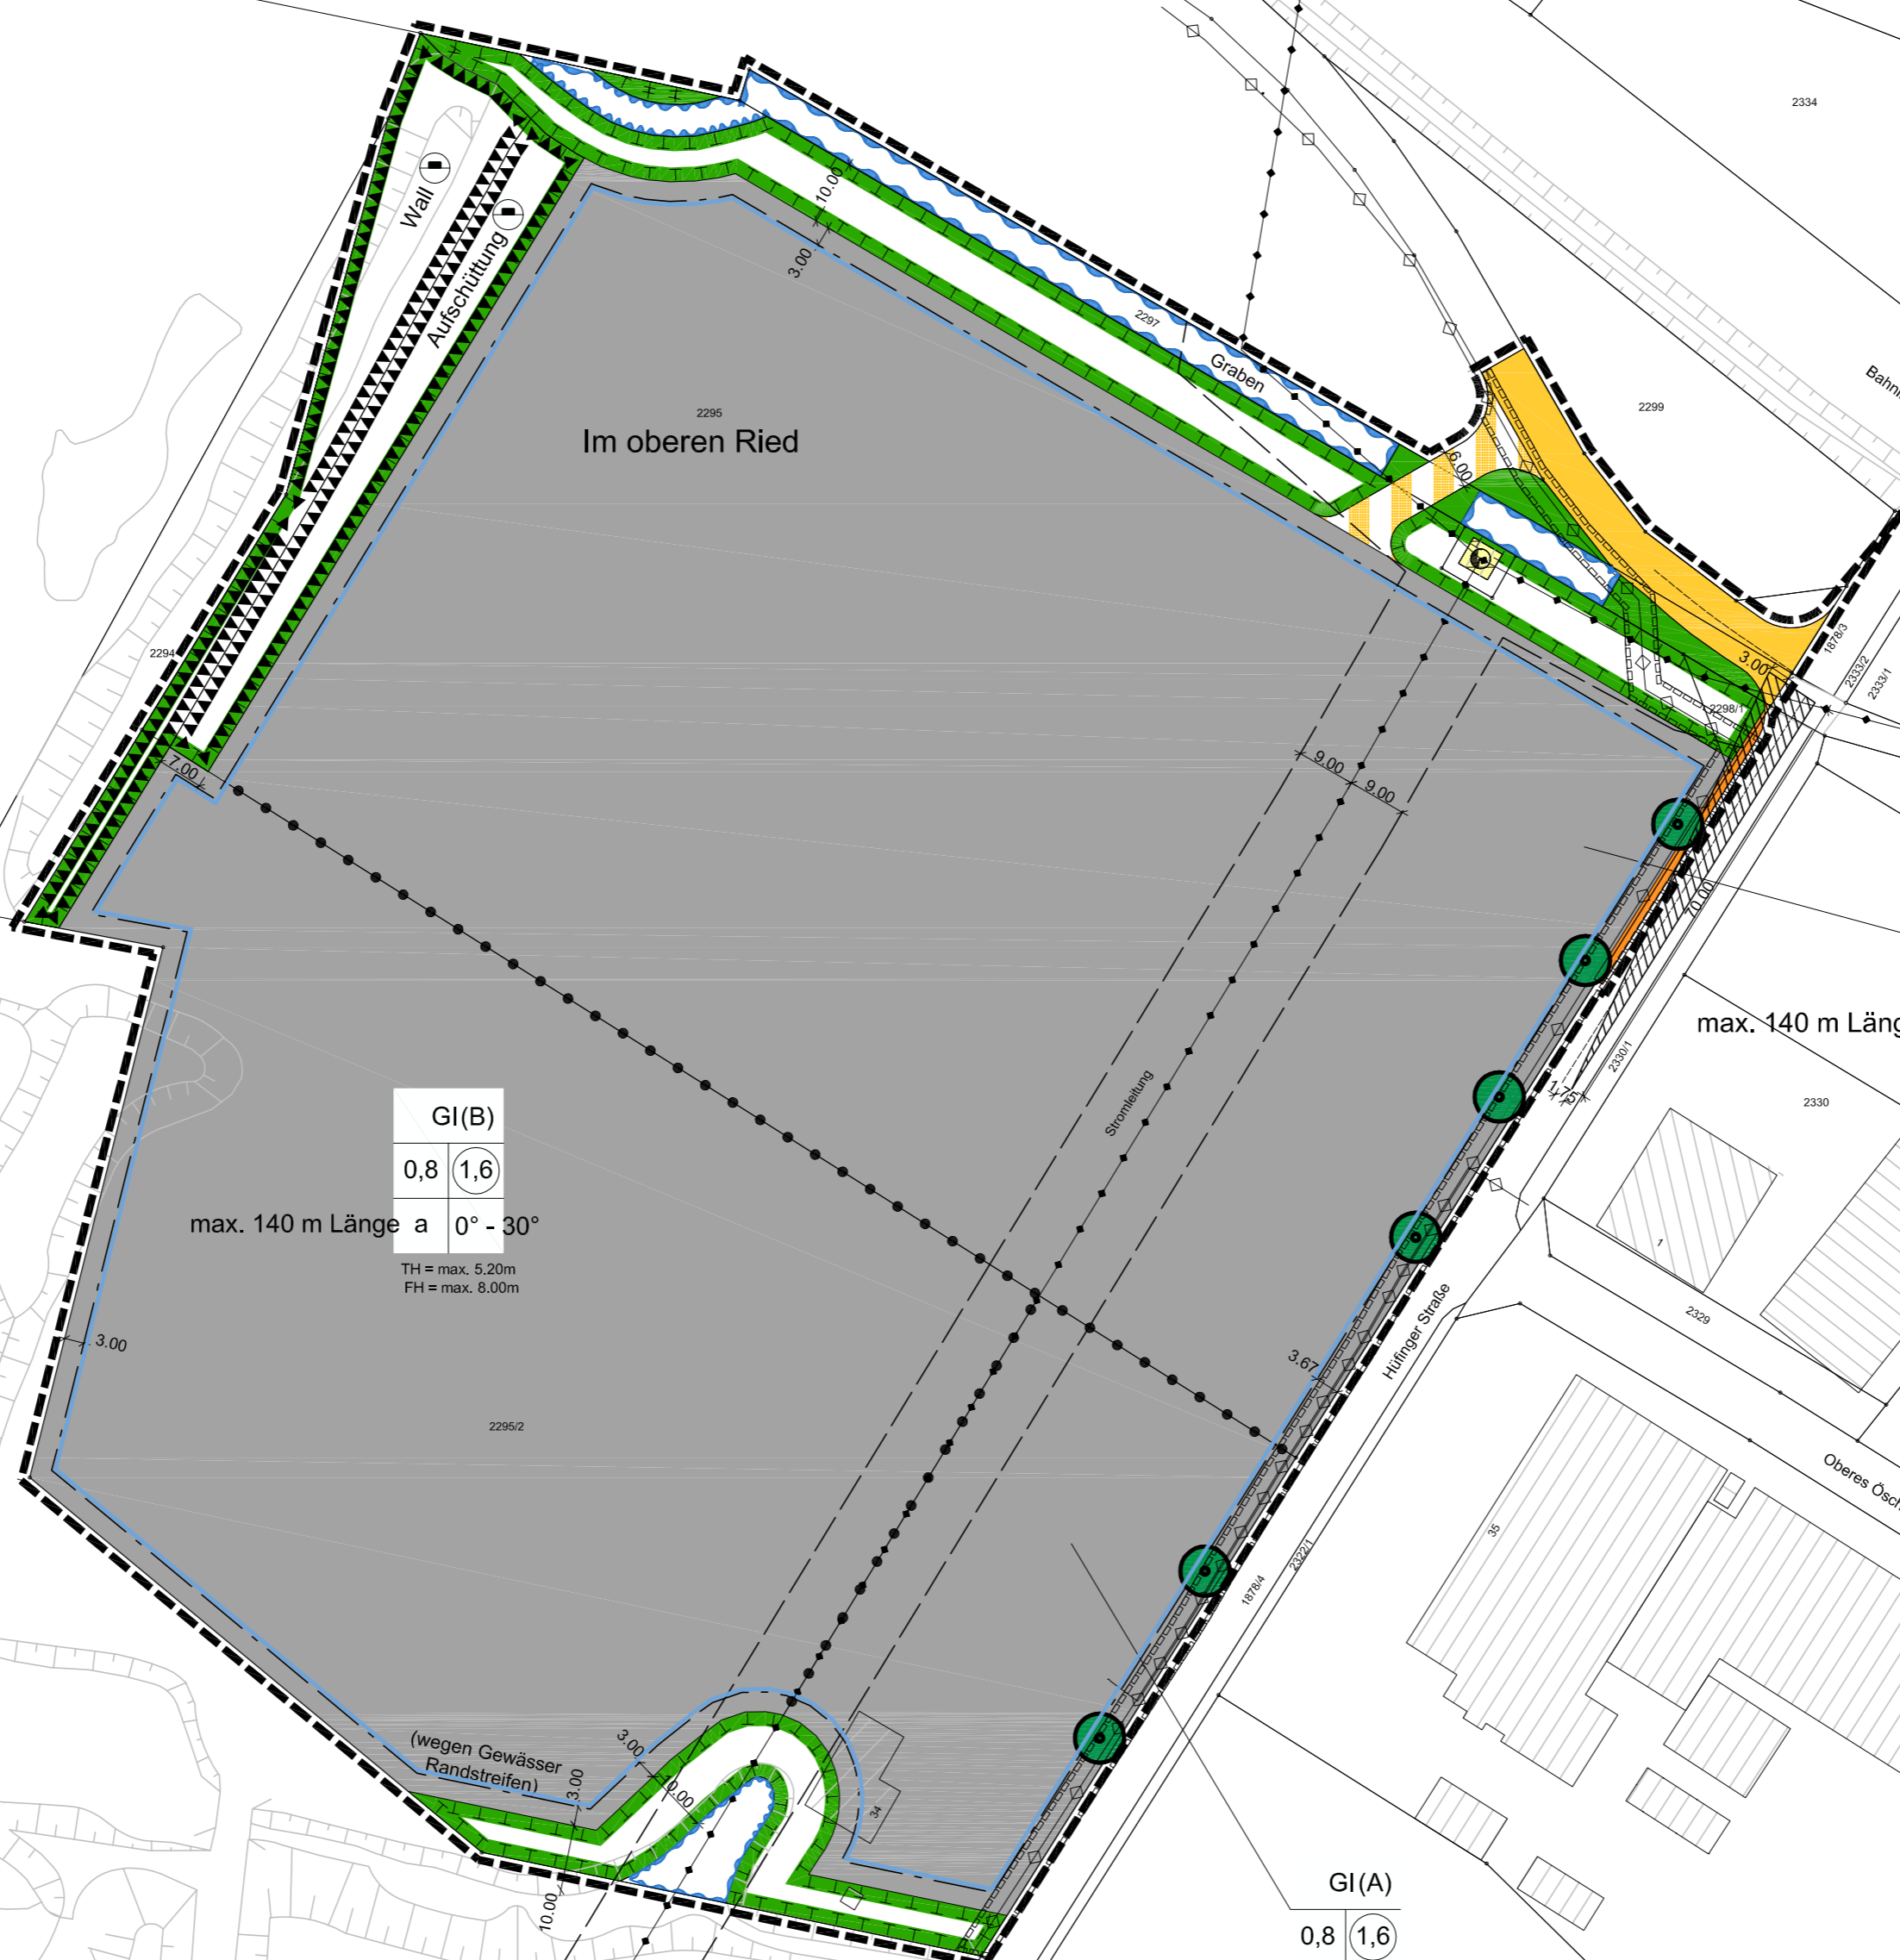 2334
Wall
10.00
Aufschüttung
3.00
2297
Graben
2295
Im oberen Ried
2299
6.00
2294
3.00
1878/3
2333/2
2333/1
2298/1
7.00
9.00
9.00
70.00
max. 140 m Läng
2330/1
1.75
2330
Stromleitung
GI(B)
0,8
1,6
max. 140 m Länge
a
0° - 30°
TH = max. 5.20m
FH = max. 8.00m
1
2329
Hüfinger Straße
3.00
3.67
2295/2
Oberes Ösch
35
2322/1
1878/4
(wegen Gewässer
Randstreifen)
3.00
3.00
10.00
34
10.00
GI(A)
0,8
1,6